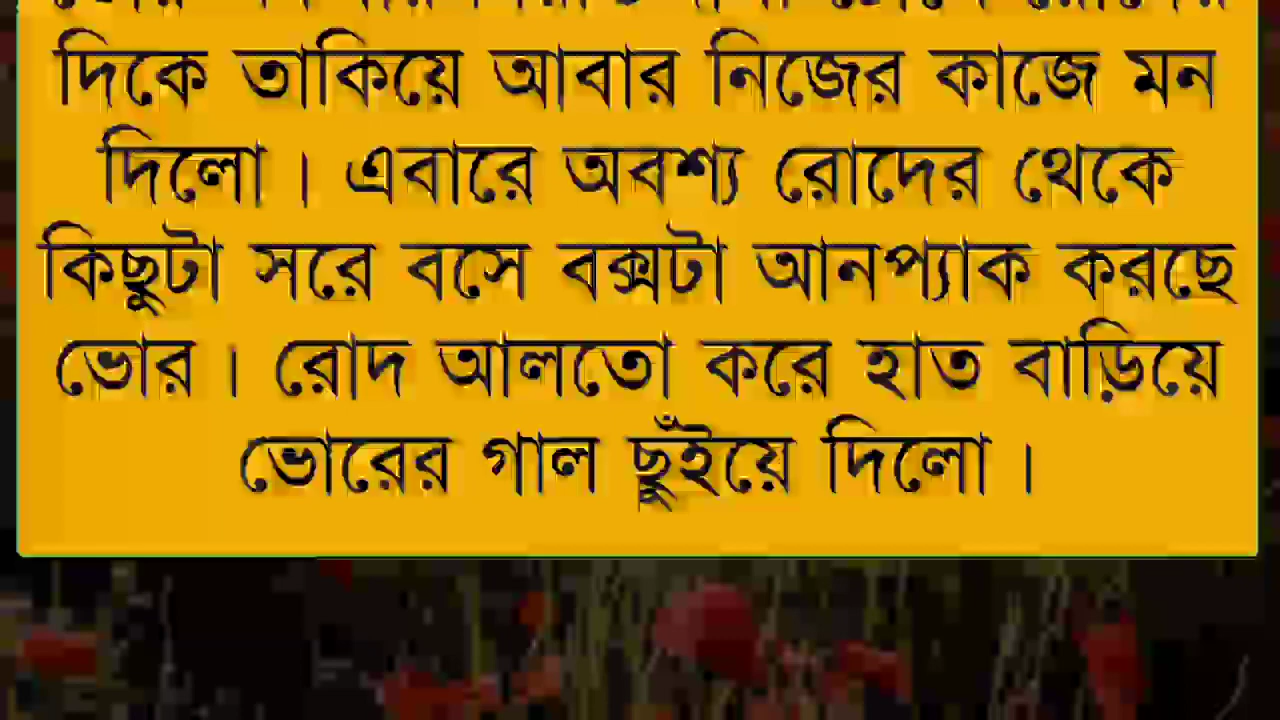 দিকে তাকিয়ে আবার নিজের কাজে মন
দিলো। এবারে অবশ্য রোদের থেকে
কিছুটা সরে বসে বক্সটা আনপ্যাক করছে
ভোর। রোদ আলতো করে হাত বাড়িয়ে
ভোরের গাল ছুঁইয়ে দিলো।